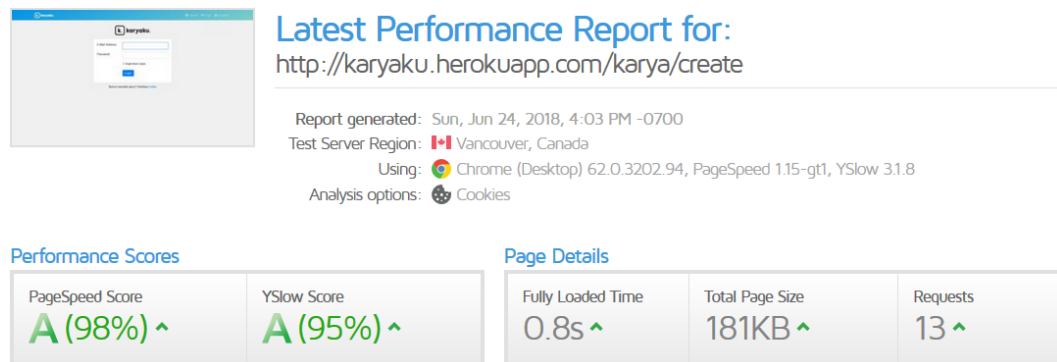 karyaku.
Latest Performance Report for:
http://karyaku.herokuapp.com/karya/create
Report generated: Sun, Jun 24, 2018, 4:03 PM -0700
Test Server Region: Vancouver, Canada
Using: Chrome (Desktop) 62.0.3202.94, PageSpeed 1.15-gt1, YSlow 3.1.8
Analysis options: Cookies
Performance Scores
PageSpeed Score
A (98%)
YSlow Score
A (95%)
Page Details
Fully Loaded Time
0.8s
Total Page Size
181KB
Requests
13